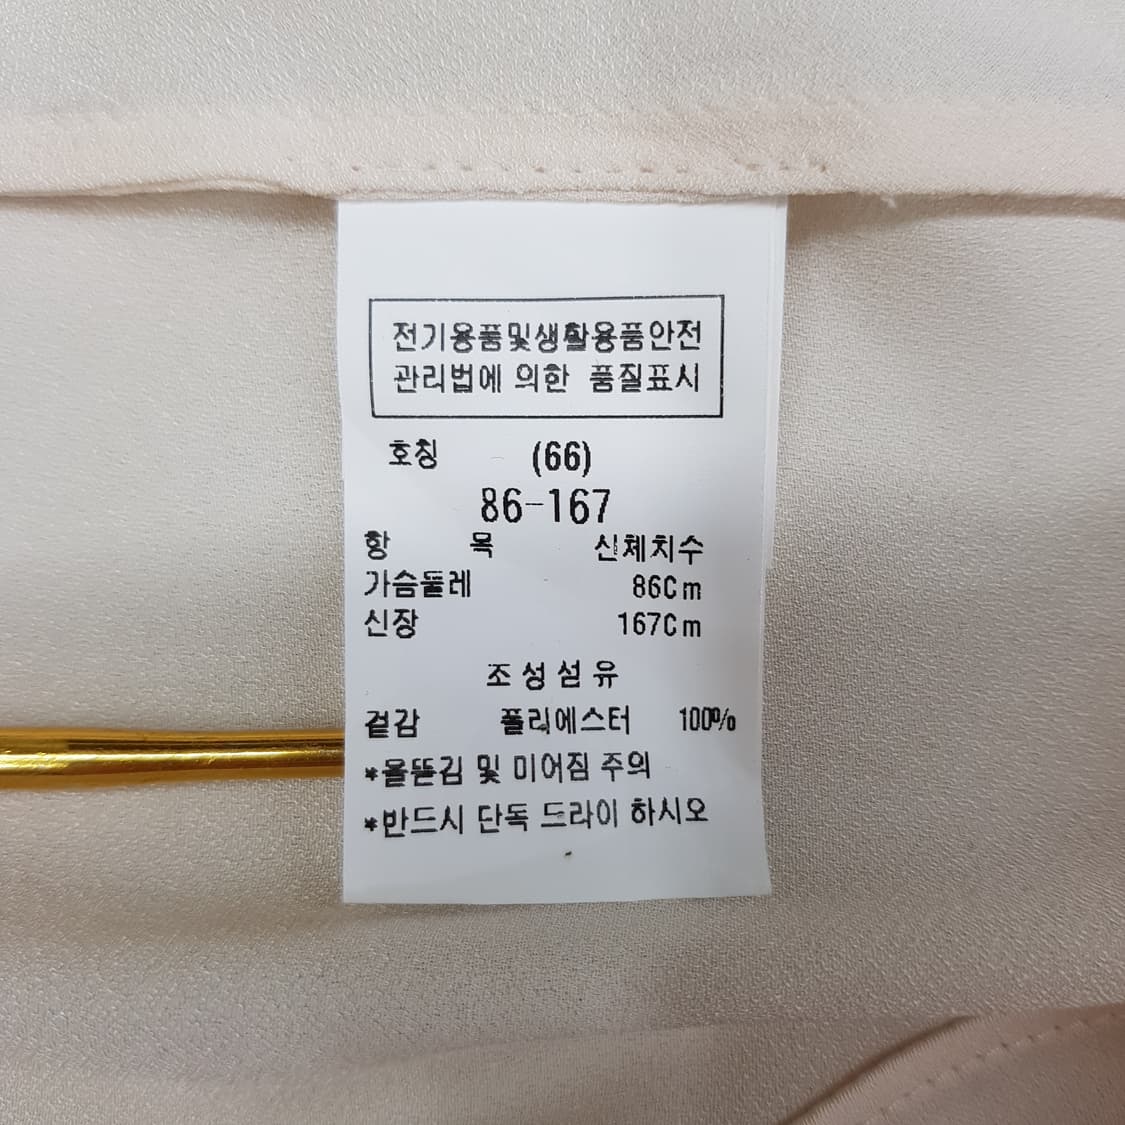 전기용품및생활용품안전
관리법에 의한 품질표시
호칭 (66)
86-167
항 목 신체치수
가슴둘레 86Cm
신장 167Cm
조성섬유
겉감 폴리에스터 100%
*올뜯김 및 미어짐 주의
*반드시 단독 드라이 하시오